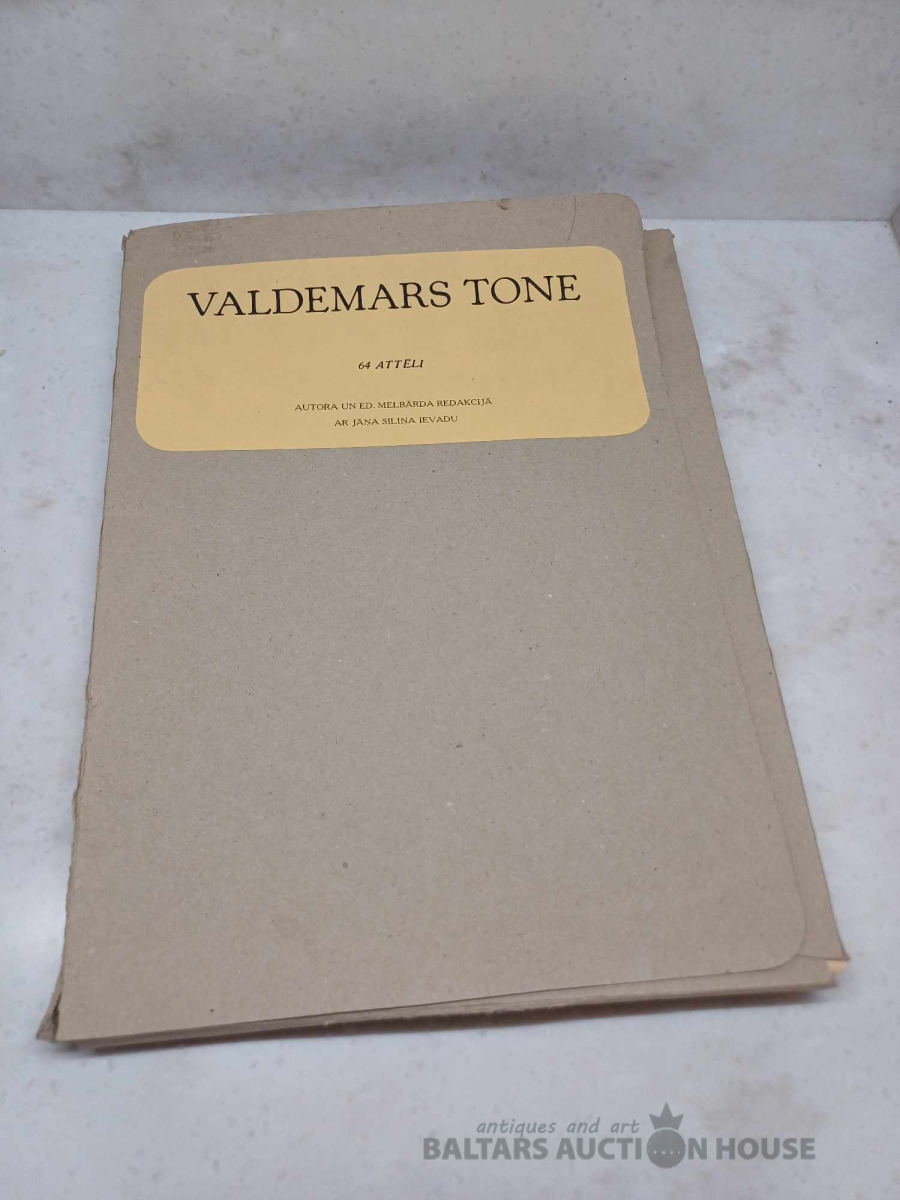 VALDEMARS TONE
64 ATTĒLI
AUTORA UN ED. MELBĀRDA REDAKCIJĀ
AR JĀŅA SILIŅA IEVADU
antiques and art
BALTARS AUCTION HOUSE